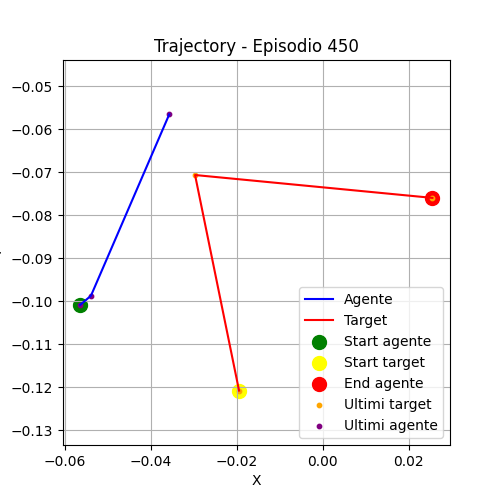 Trajectory - Episodio 450
−0.05
−0.06
−0.07
−0.08
−0.09
−0.10
−0.11
−0.12
−0.13
Agente
Target
Start agente
Start target
End agente
Ultimi target
Ultimi agente
−0.06 −0.04 −0.02 0.00 0.02
X